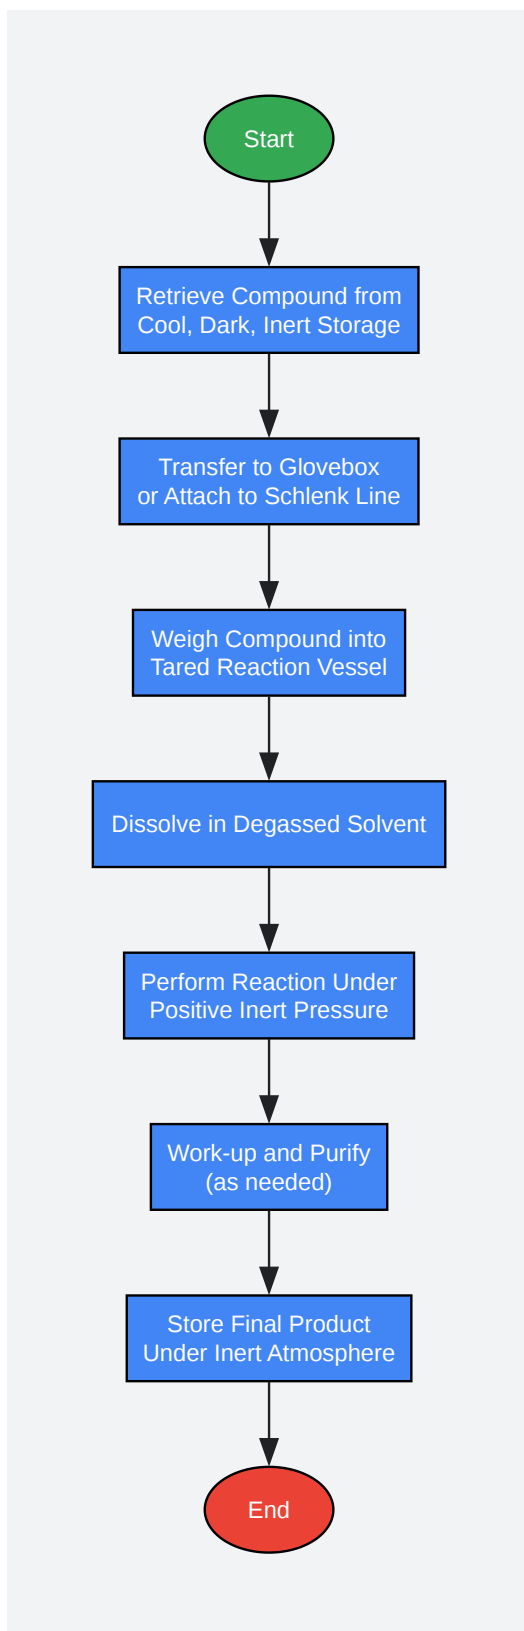 Start
Retrieve Compound from
Cool, Dark, Inert Storage
Transfer to Glovebox
or Attach to Schlenk Line
Weigh Compound into
Tared Reaction Vessel
Dissolve in Degassed Solvent
Perform Reaction Under
Positive Inert Pressure
Work-up and Purify
(as needed)
Store Final Product
Under Inert Atmosphere
End